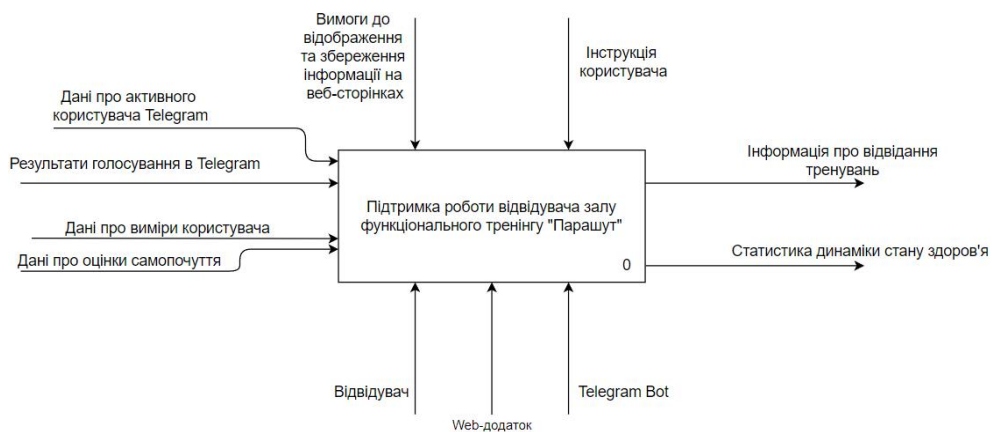 Вимоги до
відображення
та збереження
інформації на
веб-сторінках
Інструкція
користувача
Дані про активного
користувача Telegram
Результати голосування в Telegram
Дані про виміри користувача
Дані про оцінки самопочуття
Підтримка роботи відвідувача залу
функціонального тренінгу "Парашут"
0
Інформація про відвідання
тренувань
Статистика динаміки стану здоров'я
Відвідувач
Web-додаток
Telegram Bot